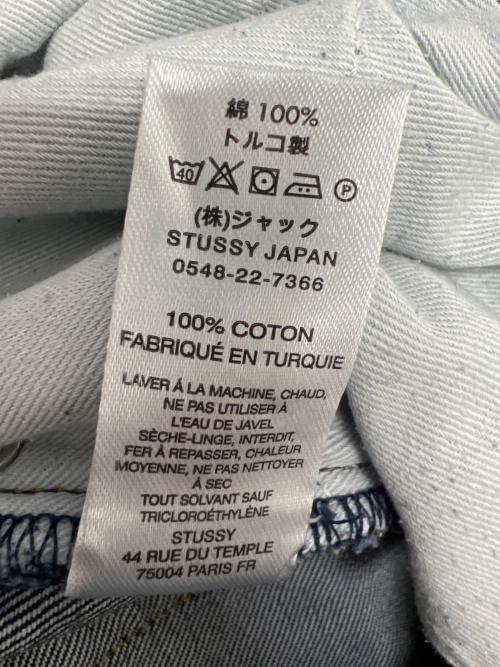 綿 100%
トルコ製
40 P
(株)ジャック
STUSSY JAPAN
0548-22-7366
100% COTON
FABRIQUÉ EN TURQUIE
LAVER À LA MACHINE, CHAUD,
NE PAS UTILISER À
L'EAU DE JAVEL
SÈCHE-LINGE, INTERDIT,
FER À REPASSER, CHALEUR
MOYENNE, NE PAS NETTOYER
À SEC
TOUT SOLVANT SAUF
TRICLOROÉTHYLÈNE
STUSSY
44 RUE DU TEMPLE
75004 PARIS FR